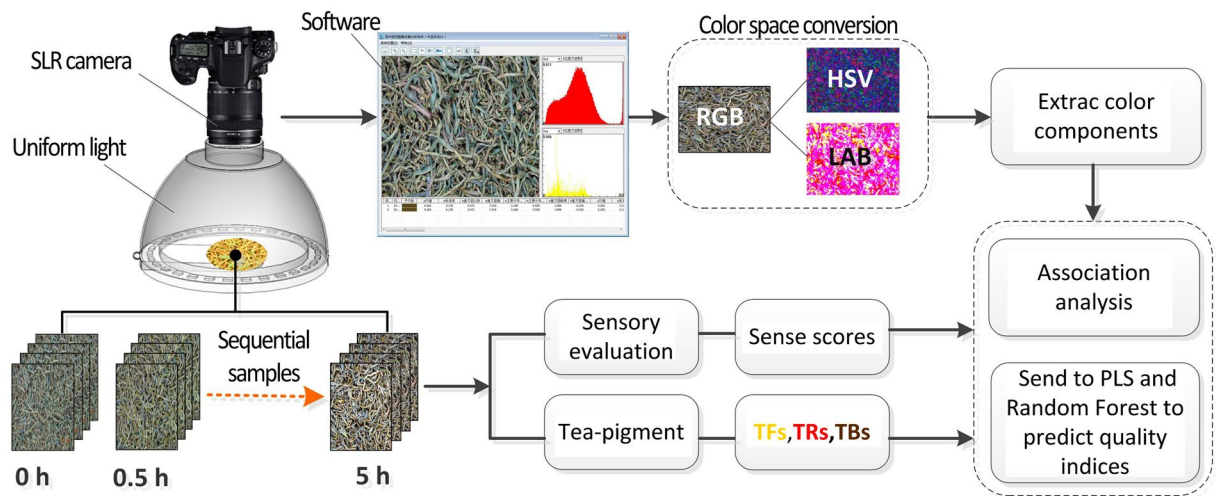 Software
Color space conversion
SLR camera
Uniform light
RGB
HSV
LAB
Extrac color
components
Association
analysis
Send to PLS and
Random Forest to
predict quality
indices
Sensory
evaluation
Sense scores
Tea-pigment
TFs,TRs,TBs
Sequential
samples
0 h
0.5 h
5 h